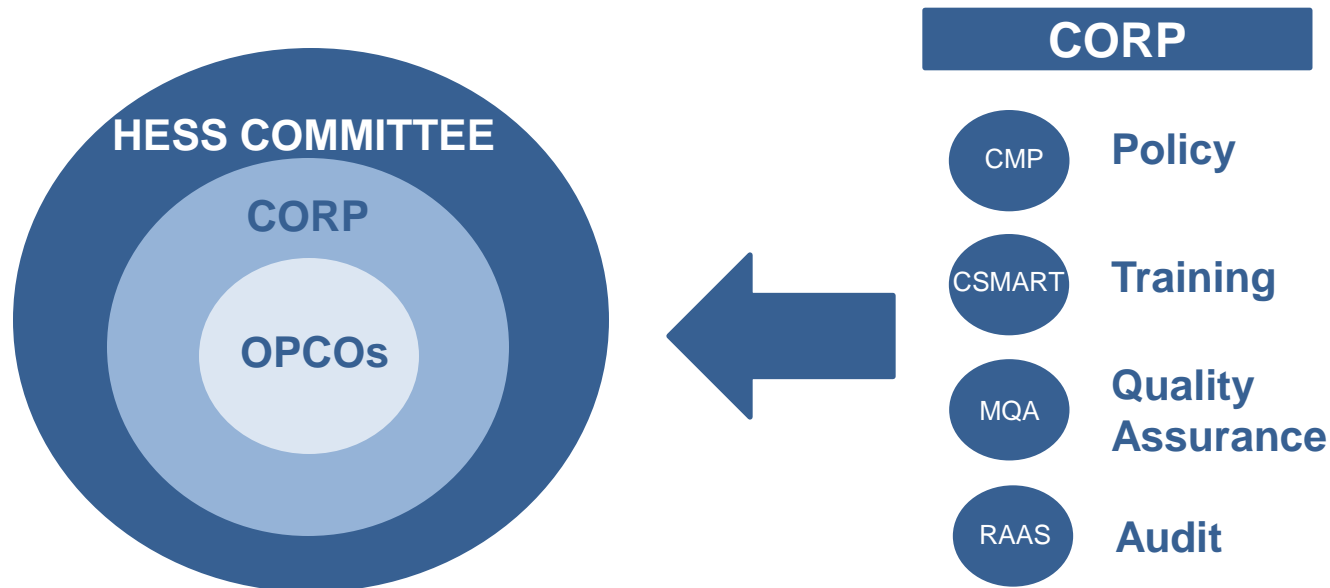 HESS COMMITTEE
CORP
OPCOs
CORP
CMP
Policy
CSMART
Training
MQA
Quality
Assurance
RAAS
Audit